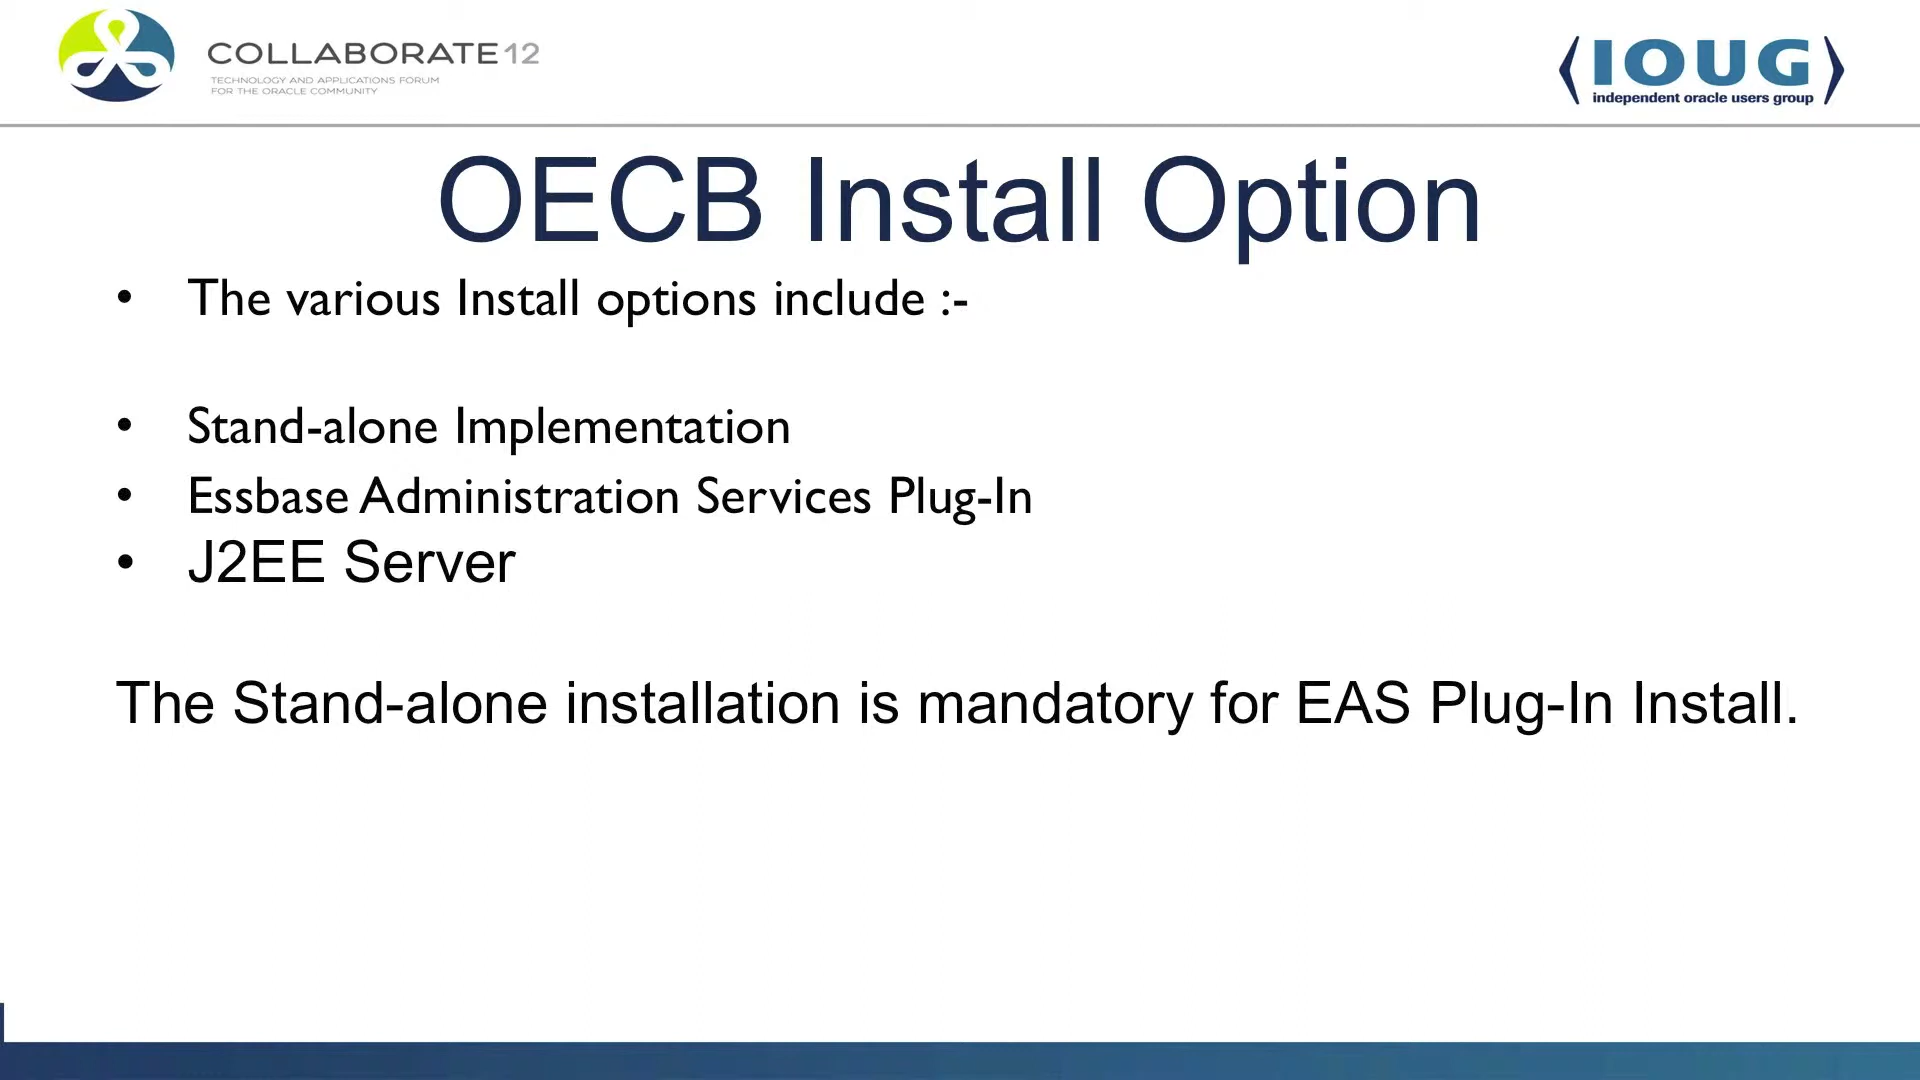 COLLABORATE12
TECHNOLOGY AND APPLICATIONS FORUM
FOR THE ORACLE COMMUNITY
IOUG
independent oracle users group
OECB Install Option
• The various Install options include :-
• Stand-alone Implementation
• Essbase Administration Services Plug-In
• J2EE Server
The Stand-alone installation is mandatory for EAS Plug-In Install.